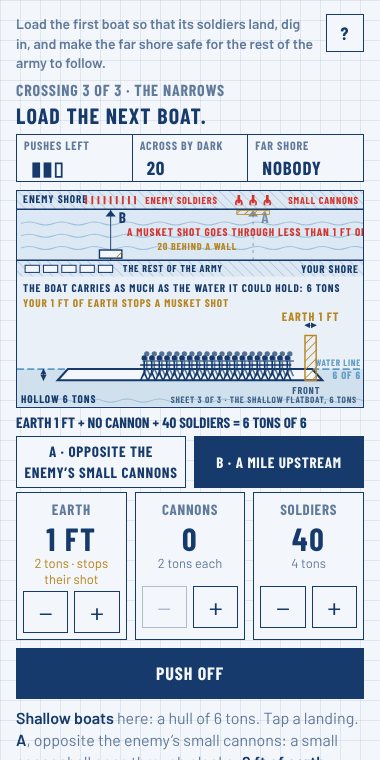 Load the first boat so that its soldiers land, dig
in, and make the far shore safe for the rest of the
army to follow.
?
CROSSING 3 OF 3 · THE NARROWS
LOAD THE NEXT BOAT.
PUSHES LEFT
ACROSS BY DARK
20
FAR SHORE
NOBODY
ENEMY SHORE
ENEMY SOLDIERS
SMALL CANNONS
B
A
A MUSKET SHOT GOES THROUGH LESS THAN 1 FT
20 BEHIND A WALL
THE REST OF THE ARMY
YOUR SHORE
THE BOAT CARRIES AS MUCH AS THE WATER IT COULD HOLD: 6 TONS
YOUR 1 FT OF EARTH STOPS A MUSKET SHOT
EARTH 1 FT
WATER LINE
6 OF 6
FRONT
HOLLOW 6 TONS
SHEET 3 OF 3 · THE SHALLOW FLATBOAT, 6 TONS
EARTH 1 FT + NO CANNON + 40 SOLDIERS = 6 TONS OF 6
A · OPPOSITE THE
ENEMY'S SMALL CANNONS
B · A MILE UPSTREAM
EARTH
1 FT
2 tons · stops
their shot
− +
CANNONS
0
2 tons each
− +
SOLDIERS
40
4 tons
− +
PUSH OFF
Shallow boats here: a hull of 6 tons. Tap a landing.
A, opposite the enemy's small cannons: a small